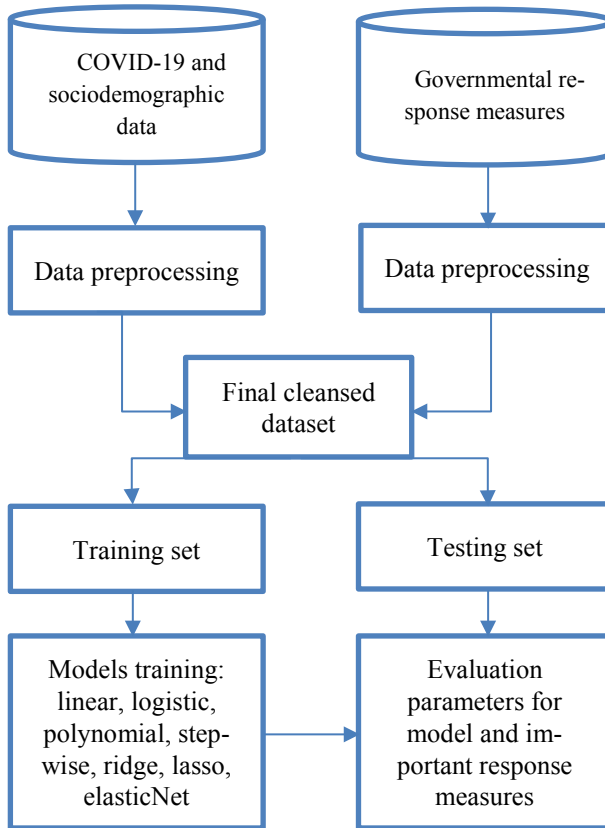 COVID-19 and
sociodemographic
data
Governmental re-
sponse measures
Data preprocessing
Data preprocessing
Final cleansed
dataset
Training set
Testing set
Models training:
linear, logistic,
polynomial, step-
wise, ridge, lasso,
elasticNet
Evaluation
parameters for
model and im-
portant response
measures